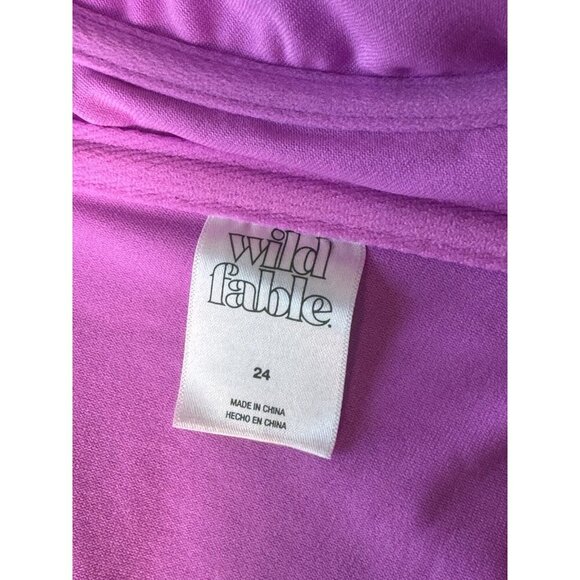 wild
fable.
24
MADE IN CHINA
HECHO EN CHINA